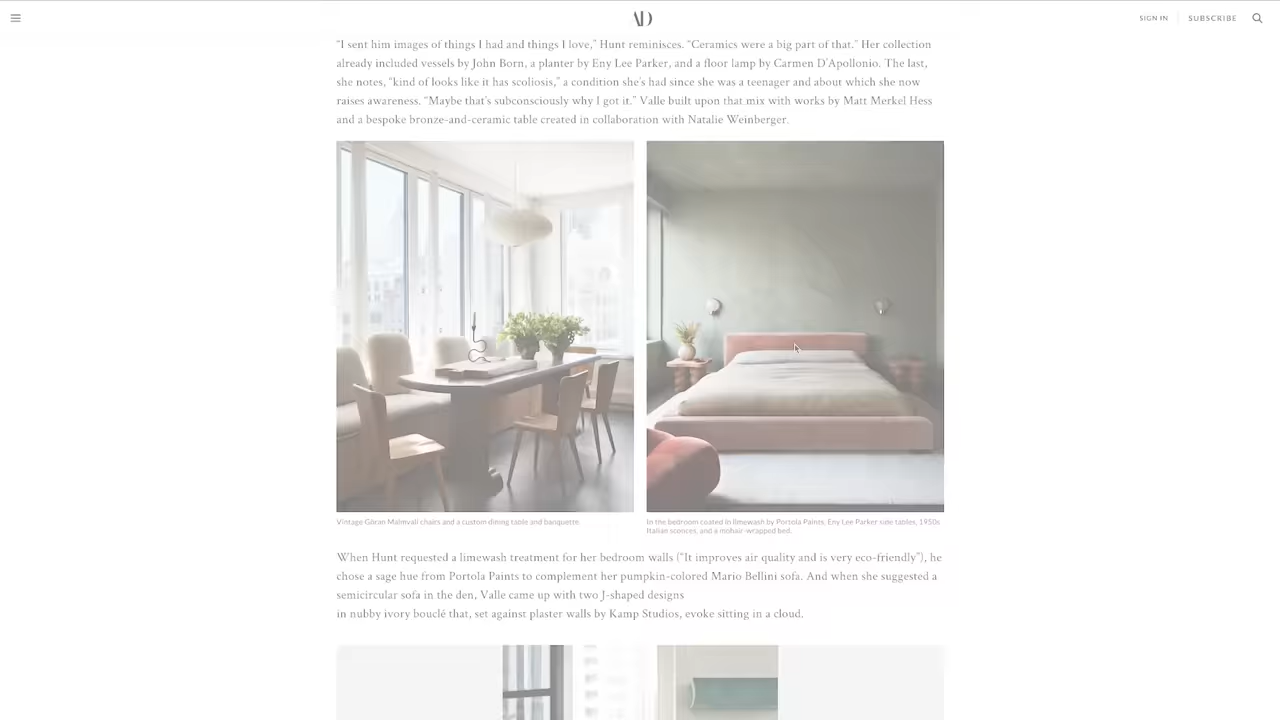 AD
SIGN IN
SUBSCRIBE
“I sent him images of things I had and things I love,” Hunt reminisces. “Ceramics were a big part of that.” Her collection
already included vessels by John Born, a planter by Eny Lee Parker, and a floor lamp by Carmen D’Apollonio. The last,
she notes, “kind of looks like it has scoliosis,” a condition she’s had since she was a teenager and about which she now
raises awareness. “Maybe that’s subconsciously why I got it.” Valle built upon that mix with works by Matt Merkel Hess
and a bespoke bronze-and-ceramic table created in collaboration with Natalie Weinberger.
Vintage Göran Malmvall chairs and a custom dining table and banquette.
In the bedroom coated in limewash by Portola Paints, Eny Lee Parker side tables, 1950s
Italian sconces, and a mohair-wrapped bed.
When Hunt requested a limewash treatment for her bedroom walls (“It improves air quality and is very eco-friendly”), he
chose a sage hue from Portola Paints to complement her pumpkin-colored Mario Bellini sofa. And when she suggested a
semicircular sofa in the den, Valle came up with two J-shaped designs
in nubby ivory bouclé that, set against plaster walls by Kamp Studios, evoke sitting in a cloud.